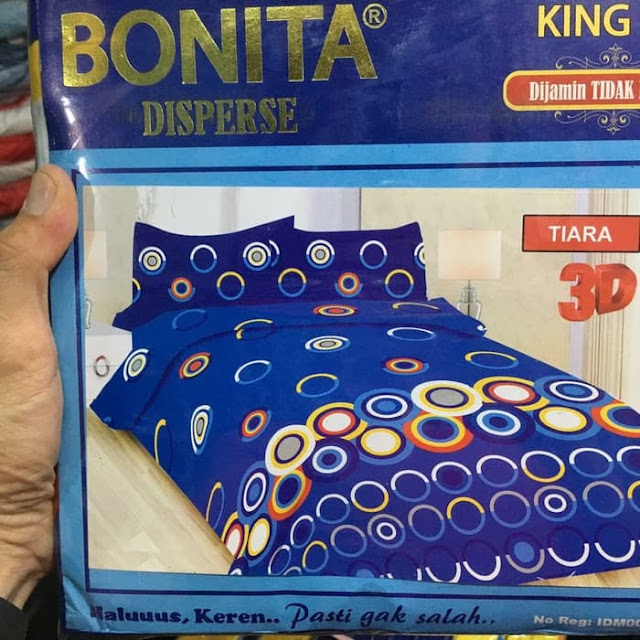 BONITA®
KING
DISPERSE
Dijamin TIDAK
TIARA
3D
Haluuus, Keren.. Pasti gak salah..
No Reg: IDM0